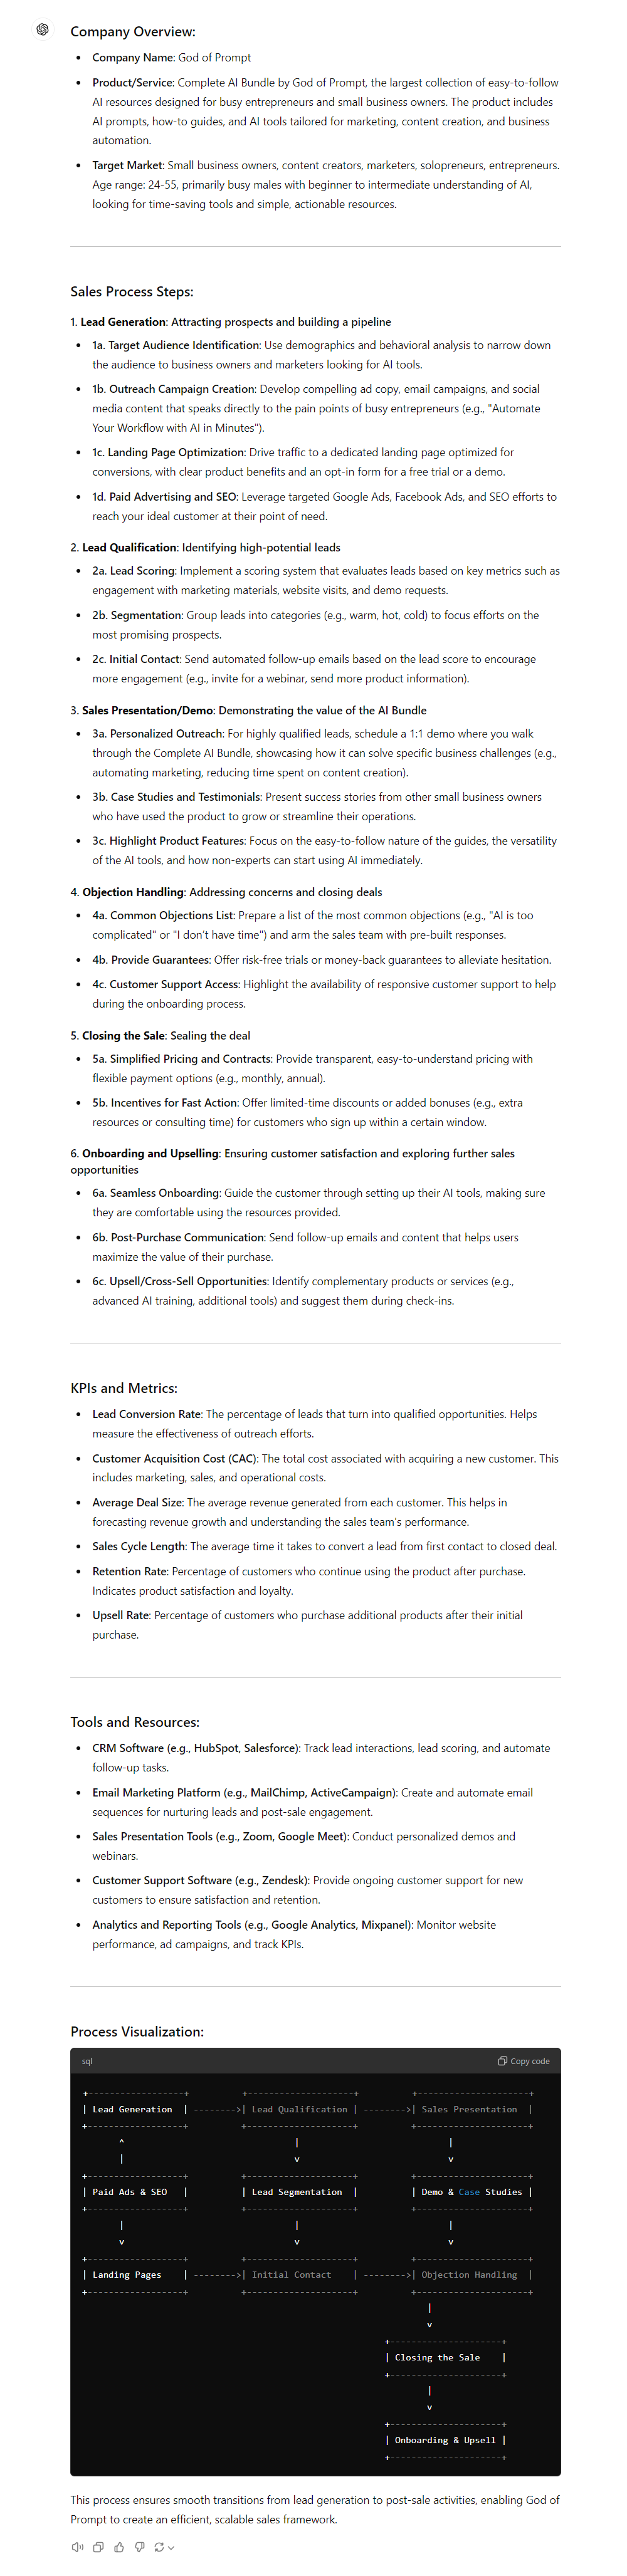 Company Overview:
• Company Name: God of Prompt
• Product/Service: Complete AI Bundle by God of Prompt, the largest collection of easy-to-follow
AI resources designed for busy entrepreneurs and small business owners. The product includes
AI prompts, how-to guides, and AI tools tailored for marketing, content creation, and business
automation.
• Target Market: Small business owners, content creators, marketers, solopreneurs, entrepreneurs.
Age range: 24-55, primarily busy males with beginner to intermediate understanding of AI,
looking for time-saving tools and simple, actionable resources.
Sales Process Steps:
1. Lead Generation: Attracting prospects and building a pipeline
• 1a. Target Audience Identification: Use demographics and behavioral analysis to narrow down
the audience to business owners and marketers looking for AI tools.
• 1b. Outreach Campaign Creation: Develop compelling ad copy, email campaigns, and social
media content that speaks directly to the pain points of busy entrepreneurs (e.g., "Automate
Your Workflow with AI in Minutes").
• 1c. Landing Page Optimization: Drive traffic to a dedicated landing page optimized for
conversions, with clear product benefits and an opt-in form for a free trial or a demo.
• 1d. Paid Advertising and SEO: Leverage targeted Google Ads, Facebook Ads, and SEO efforts to
reach your ideal customer at their point of need.
2. Lead Qualification: Identifying high-potential leads
• 2a. Lead Scoring: Implement a scoring system that evaluates leads based on key metrics such as
engagement with marketing materials, website visits, and demo requests.
• 2b. Segmentation: Group leads into categories (e.g., warm, hot, cold) to focus efforts on the
most promising prospects.
• 2c. Initial Contact: Send automated follow-up emails based on the lead score to encourage
more engagement (e.g., invite for a webinar, send more product information).
3. Sales Presentation/Demo: Demonstrating the value of the AI Bundle
• 3a. Personalized Outreach: For highly qualified leads, schedule a 1:1 demo where you walk
through the Complete AI Bundle, showcasing how it can solve specific business challenges (e.g.,
automating marketing, reducing time spent on content creation).
• 3b. Case Studies and Testimonials: Present success stories from other small business owners
who have used the product to grow or streamline their operations.
• 3c. Highlight Product Features: Focus on the easy-to-follow nature of the guides, the versatility
of the AI tools, and how non-experts can start using AI immediately.
4. Objection Handling: Addressing concerns and closing deals
• 4a. Common Objections List: Prepare a list of the most common objections (e.g., "AI is too
complicated" or "I don't have time") and arm the sales team with pre-built responses.
• 4b. Provide Guarantees: Offer risk-free trials or money-back guarantees to alleviate hesitation.
• 4c. Customer Support Access: Highlight the availability of responsive customer support to help
during the onboarding process.
5. Closing the Sale: Sealing the deal
• 5a. Simplified Pricing and Contracts: Provide transparent, easy-to-understand pricing with
flexible payment options (e.g., monthly, annual).
• 5b. Incentives for Fast Action: Offer limited-time discounts or added bonuses (e.g., extra
resources or consulting time) for customers who sign up within a certain window.
6. Onboarding and Upselling: Ensuring customer satisfaction and exploring further sales
opportunities
• 6a. Seamless Onboarding: Guide the customer through setting up their AI tools, making sure
they are comfortable using the resources provided.
• 6b. Post-Purchase Communication: Send follow-up emails and content that helps users
maximize the value of their purchase.
• 6c. Upsell/Cross-Sell Opportunities: Identify complementary products or services (e.g.,
advanced AI training, additional tools) and suggest them during check-ins.
KPIs and Metrics:
• Lead Conversion Rate: The percentage of leads that turn into qualified opportunities. Helps
measure the effectiveness of outreach efforts.
• Customer Acquisition Cost (CAC): The total cost associated with acquiring a new customer. This
includes marketing, sales, and operational costs.
• Average Deal Size: The average revenue generated from each customer. This helps in
forecasting revenue growth and understanding the sales team's performance.
• Sales Cycle Length: The average time it takes to convert a lead from first contact to closed deal.
• Retention Rate: Percentage of customers who continue using the product after purchase.
Indicates product satisfaction and loyalty.
• Upsell Rate: Percentage of customers who purchase additional products after their initial
purchase.
Tools and Resources:
• CRM Software (e.g., HubSpot, Salesforce): Track lead interactions, lead scoring, and automate
follow-up tasks.
• Email Marketing Platform (e.g., MailChimp, ActiveCampaign): Create and automate email
sequences for nurturing leads and post-sale engagement.
• Sales Presentation Tools (e.g., Zoom, Google Meet): Conduct personalized demos and
webinars.
• Customer Support Software (e.g., Zendesk): Provide ongoing customer support for new
customers to ensure satisfaction and retention.
• Analytics and Reporting Tools (e.g., Google Analytics, Mixpanel): Monitor website
performance, ad campaigns, and track KPIs.
Process Visualization:
sql Copy code
| Lead Generation | -------->| Lead Qualification | -------->| Sales Presentation |
| Paid Ads & SEO | | Lead Segmentation | | Demo & Case Studies |
| Landing Pages | -------->| Initial Contact | -------->| Objection Handling |
| Closing the Sale |
| Onboarding & Upsell |
This process ensures smooth transitions from lead generation to post-sale activities, enabling God of
Prompt to create an efficient, scalable sales framework.